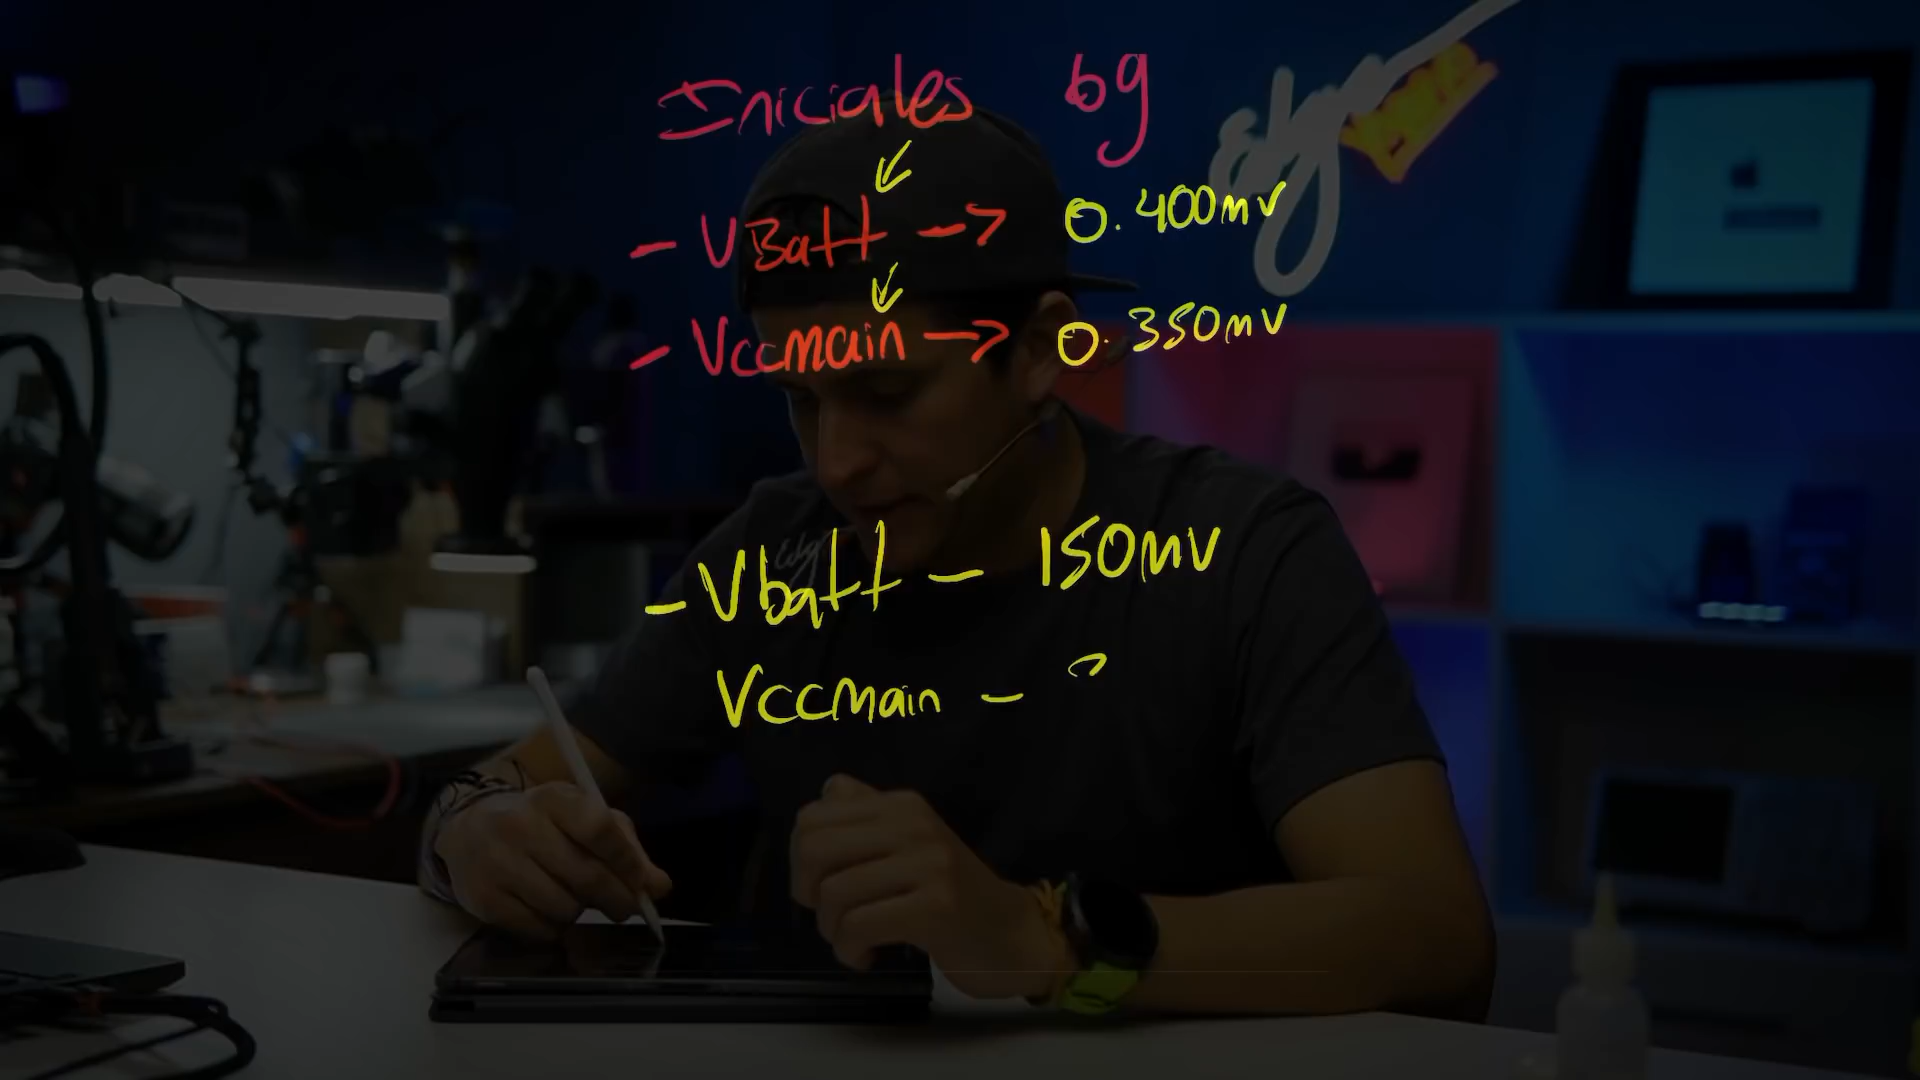 Iniciales 6g
- VBatt -> 0.400mv
- Vccmain -> 0.350mv
- Vbatt - 150mv
Vccmain -